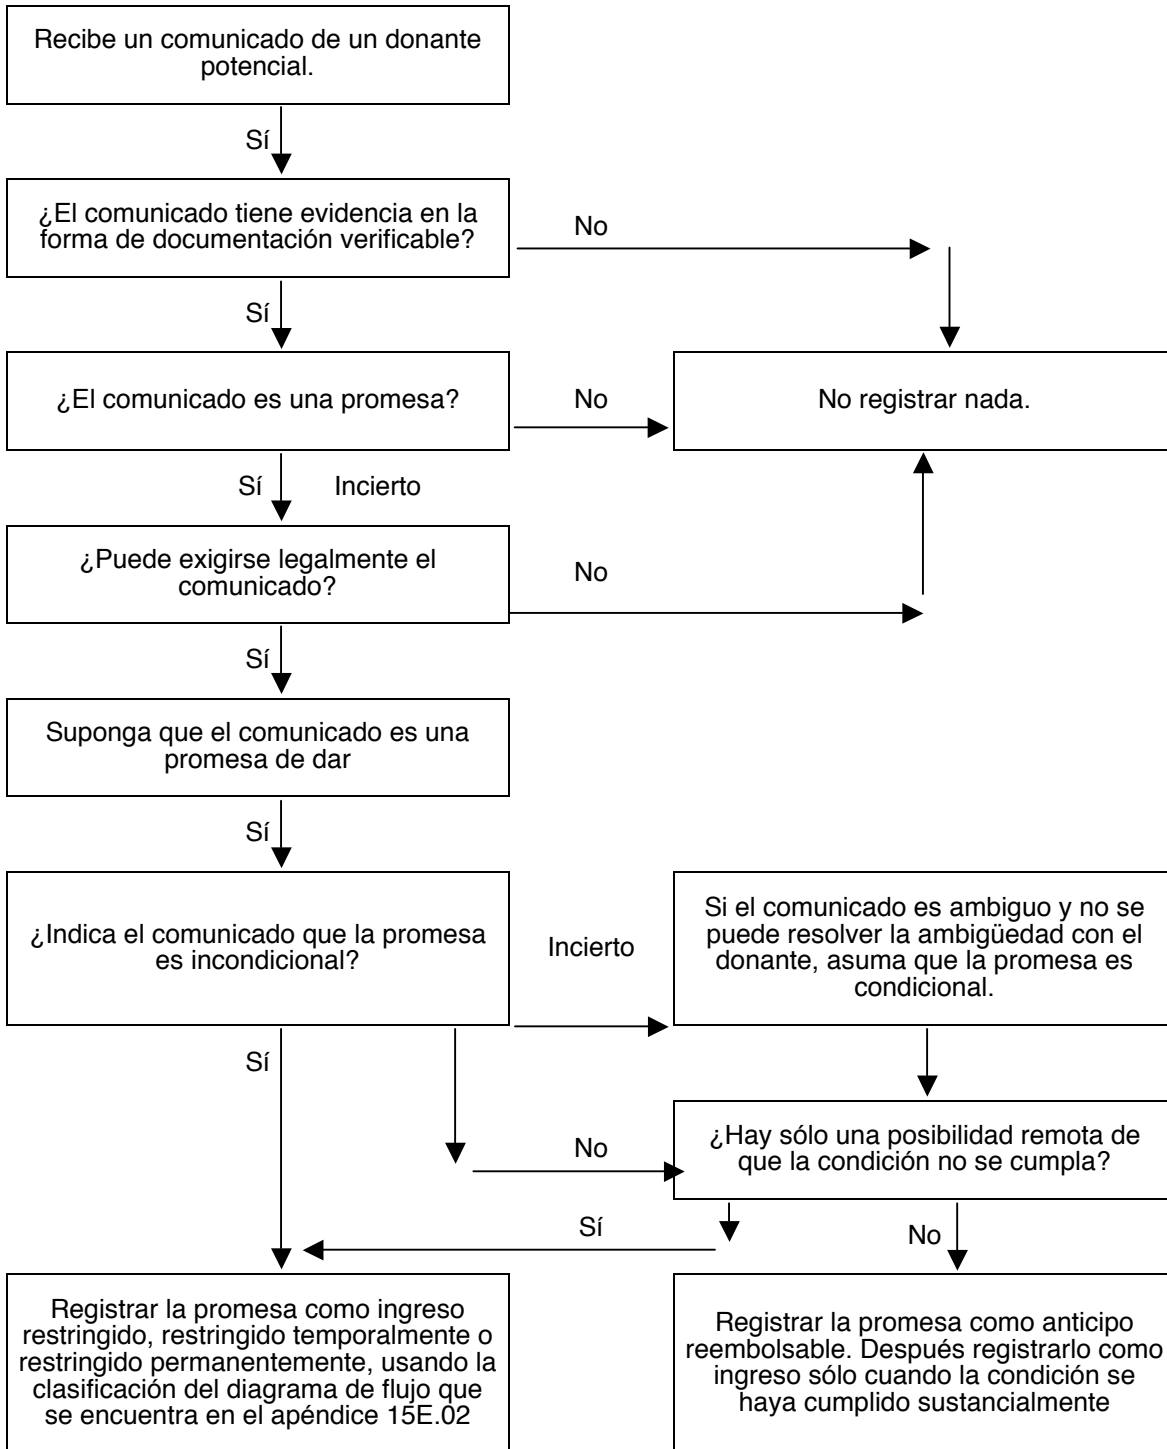 Recibe un comunicado de un donante
potencial.
Sí
¿El comunicado tiene evidencia en la
forma de documentación verificable?
No
Sí
¿El comunicado es una promesa?
No
No registrar nada.
Sí
Incierto
¿Puede exigirse legalmente el
comunicado?
No
Sí
Suponga que el comunicado es una
promesa de dar
Sí
¿Indica el comunicado que la promesa
es incondicional?
Incierto
Si el comunicado es ambiguo y no se
puede resolver la ambigüedad con el
donante, asuma que la promesa es
condicional.
Sí
No
¿Hay sólo una posibilidad remota de
que la condición no se cumpla?
Sí
No
Registrar la promesa como ingreso
restringido, restringido temporalmente o
restringido permanentemente, usando la
clasificación del diagrama de flujo que
se encuentra en el apéndice 15E.02
Registrar la promesa como anticipo
reembolsable. Después registrarlo como
ingreso sólo cuando la condición se
haya cumplido sustancialmente